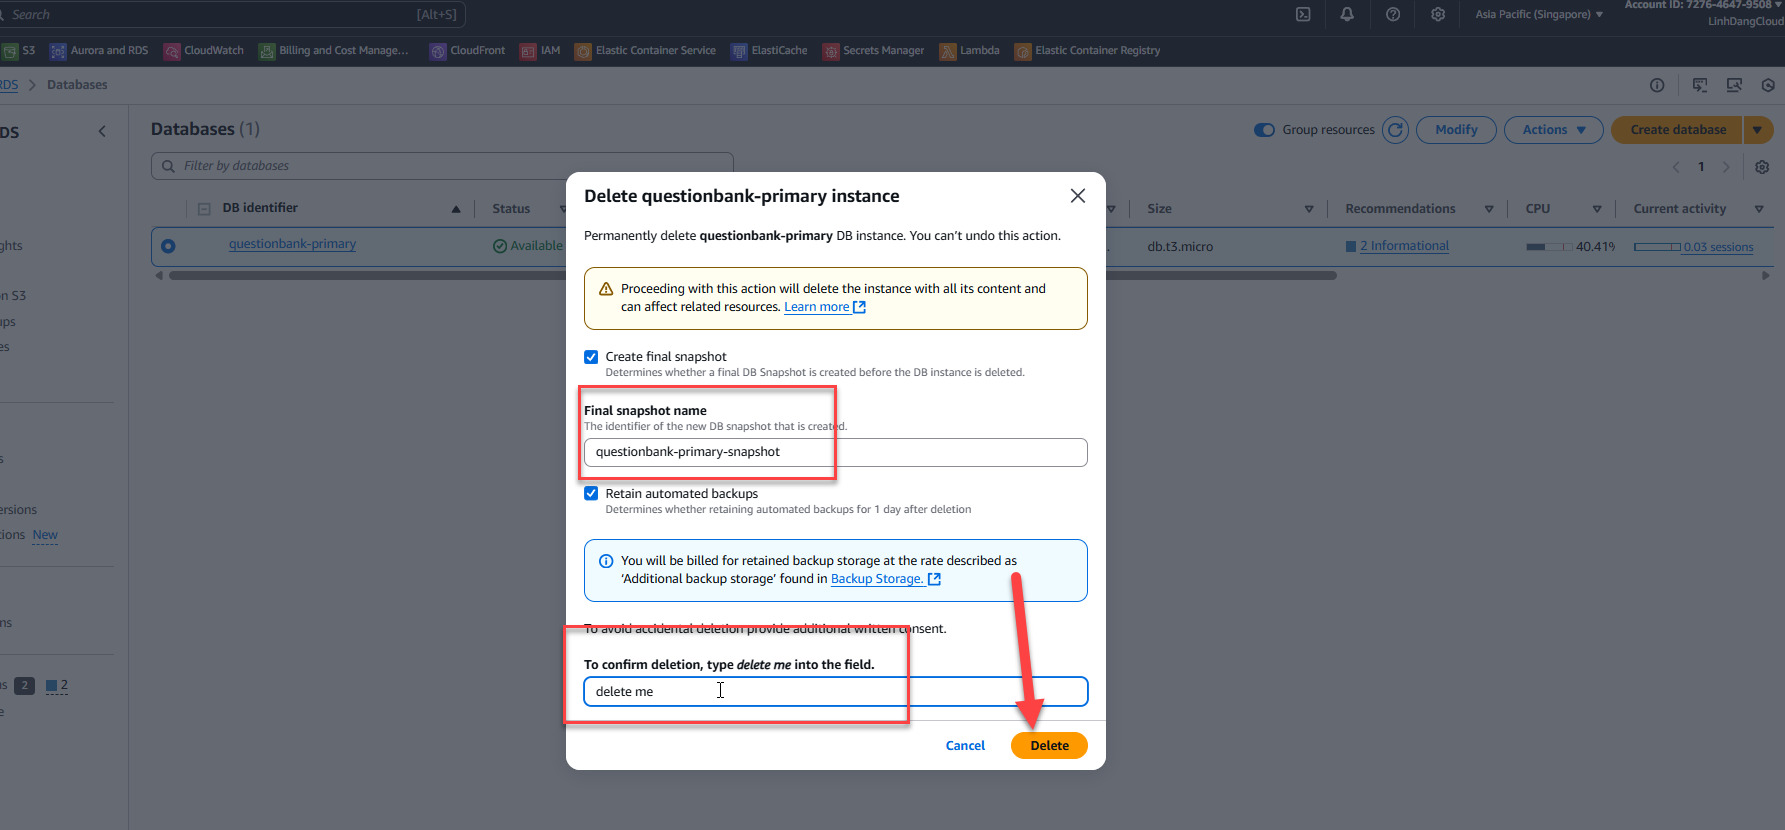 Search
[Alt+S]
Asia Pacific (Singapore)
Account ID: 7276-4647-9508
LinhDangCloud
S3
Aurora and RDS
CloudWatch
Billing and Cost Manage...
CloudFront
IAM
Elastic Container Service
ElastiCache
Secrets Manager
Lambda
Elastic Container Registry
RDS
Databases
DS
Databases (1)
Group resources
Modify
Actions
Create database
Filter by databases
1
DB identifier
Status
Size
Recommendations
CPU
Current activity
questionbank-primary
Available
db.t3.micro
2 Informational
40.41%
0.03 sessions
ghts
on S3
ups
es
s
ersions
tions New
ns
ns 2 2
e
Delete questionbank-primary instance
Permanently delete questionbank-primary DB instance. You can't undo this action.
Proceeding with this action will delete the instance with all its content and
can affect related resources. Learn more
Create final snapshot
Determines whether a final DB Snapshot is created before the DB instance is deleted.
Final snapshot name
The identifier of the new DB snapshot that is created.
questionbank-primary-snapshot
Retain automated backups
Determines whether retaining automated backups for 1 day after deletion
You will be billed for retained backup storage at the rate described as
'Additional backup storage' found in Backup Storage.
To avoid accidental deletion provide additional written consent.
To confirm deletion, type delete me into the field.
delete me
Cancel
Delete